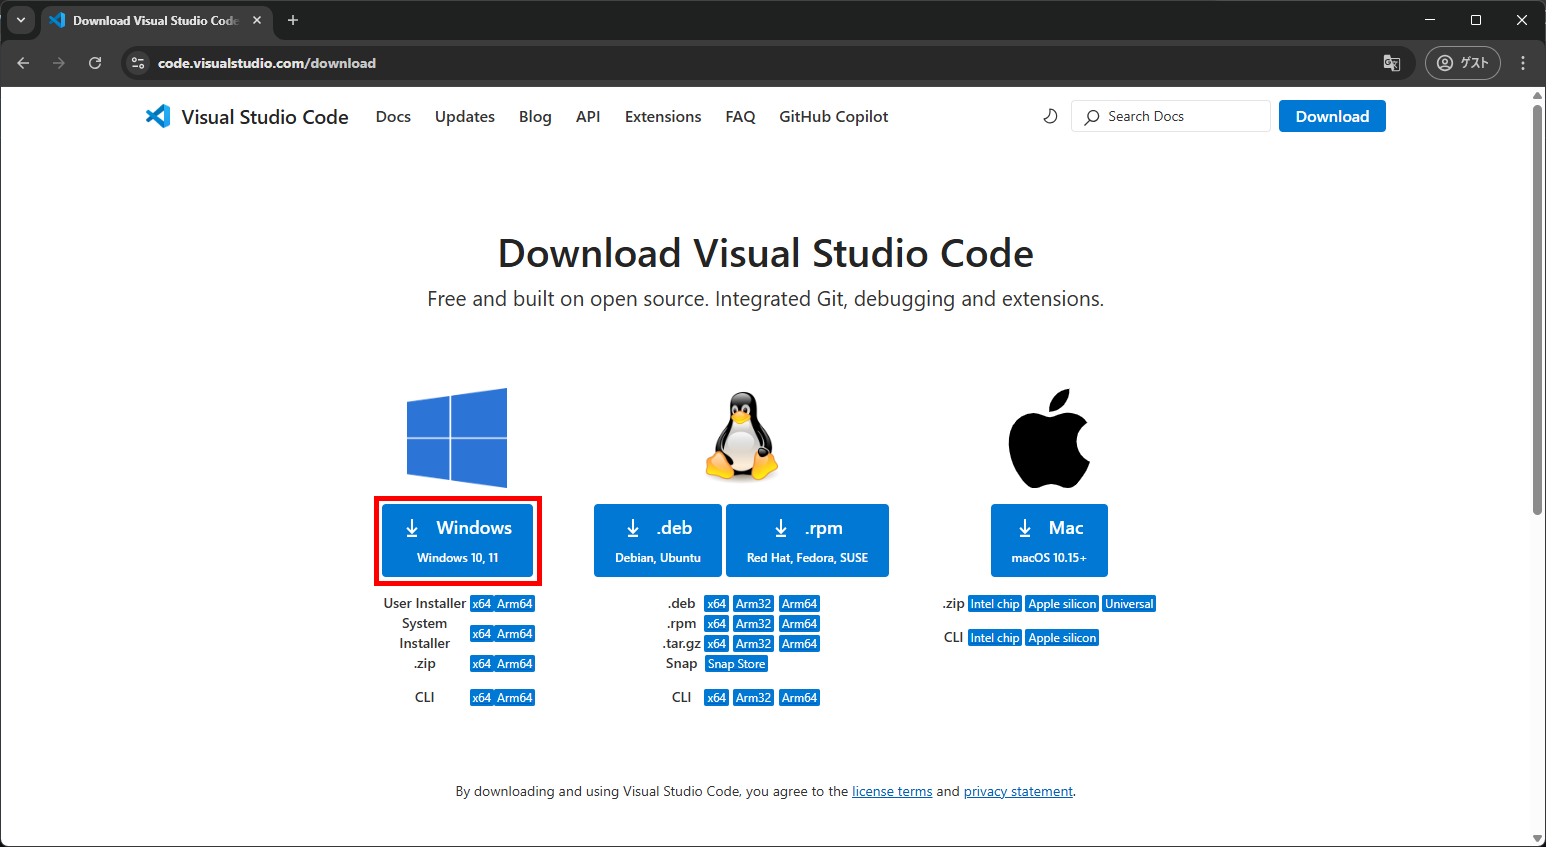 Download Visual Studio Code
code.visualstudio.com/download
ゲスト
Visual Studio Code Docs Updates Blog API Extensions FAQ GitHub Copilot Search Docs Download
Download Visual Studio Code
Free and built on open source. Integrated Git, debugging and extensions.
Windows
Windows 10, 11
User Installer x64 Arm64
System
Installer x64 Arm64
.zip x64 Arm64
CLI x64 Arm64
.deb
Debian, Ubuntu
.rpm
Red Hat, Fedora, SUSE
.deb x64 Arm32 Arm64
.rpm x64 Arm32 Arm64
.tar.gz x64 Arm32 Arm64
Snap Snap Store
CLI x64 Arm32 Arm64
Mac
macOS 10.15+
.zip Intel chip Apple silicon Universal
CLI Intel chip Apple silicon
By downloading and using Visual Studio Code, you agree to the license terms and privacy statement.